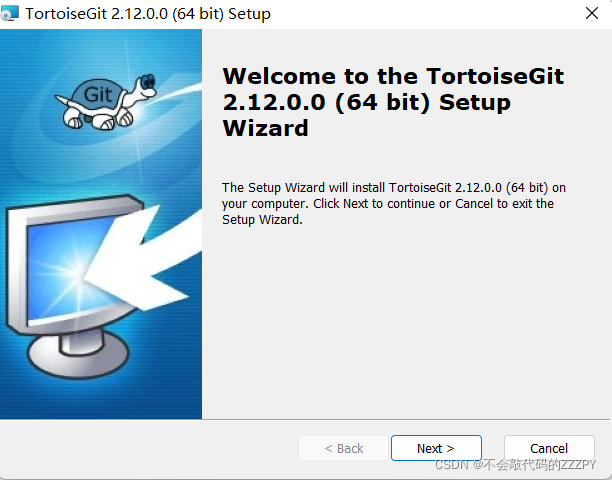 TortoiseGit 2.12.0.0 (64 bit) Setup
Git
Welcome to the TortoiseGit
2.12.0.0 (64 bit) Setup
Wizard
The Setup Wizard will install TortoiseGit 2.12.0.0 (64 bit) on
your computer. Click Next to continue or Cancel to exit the
Setup Wizard.
< Back Next > Cancel
CSDN @不会敲代码的ZZZPY